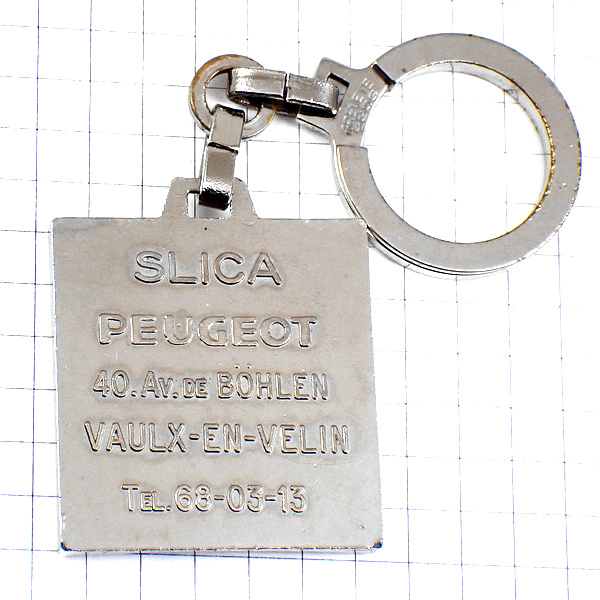 SLICA
PEUGEOT
40.AV.DE BÖHLEN
VAULX-EN-VELIN
TEL.68-03-13